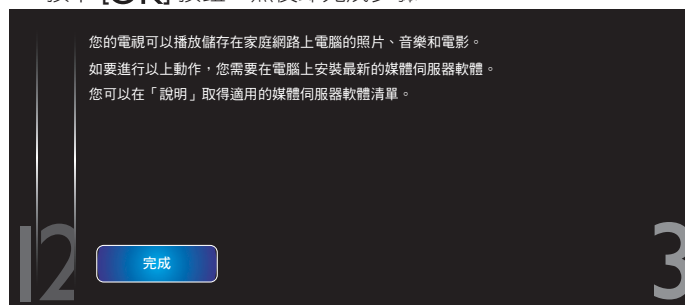 您的電視可以播放儲存在家庭網路上電腦的照片、音樂和電影。
如要進行以上動作，您需要在電腦上安裝最新的媒體伺服器軟體。
您可以在「說明」取得適用的媒體伺服器軟體清單。
12
完成
3